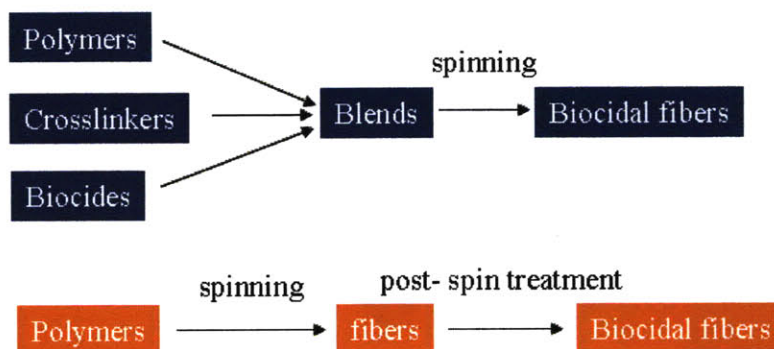 Polymers
spinning
Crosslinkers
Blends
Biocidal fibers
Biocides
spinning
post- spin treatment
Polymers
fibers
Biocidal fibers